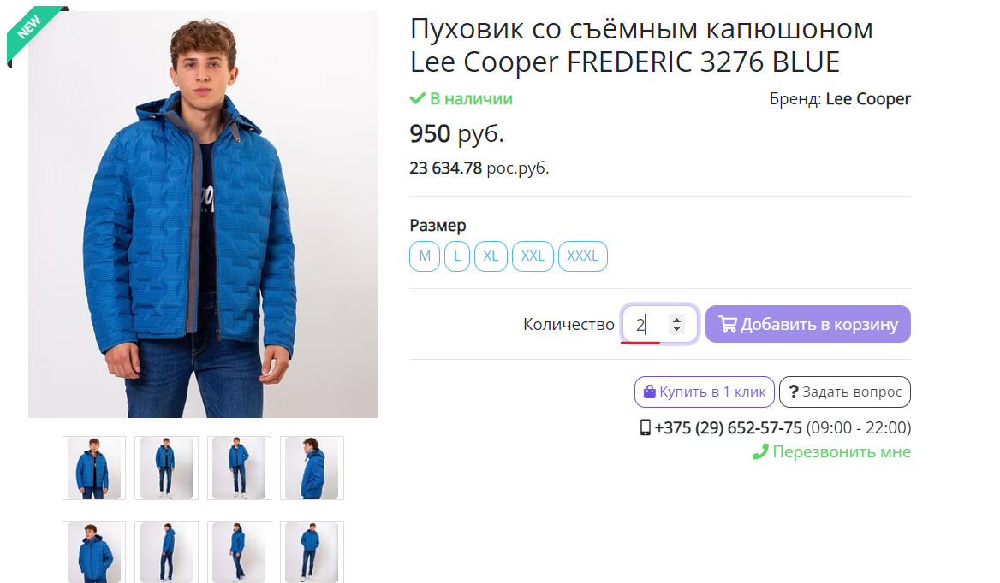 NEW
Пуховик со съёмным капюшоном
Lee Cooper FREDERIC 3276 BLUE
В наличии
Бренд: Lee Cooper
950 руб.
23 634.78 рос.руб.
Размер
M L XL XXL XXXL
Количество 2 Добавить в корзину
Купить в 1 клик ? Задать вопрос
+375 (29) 652-57-75 (09:00 - 22:00)
Перезвонить мне